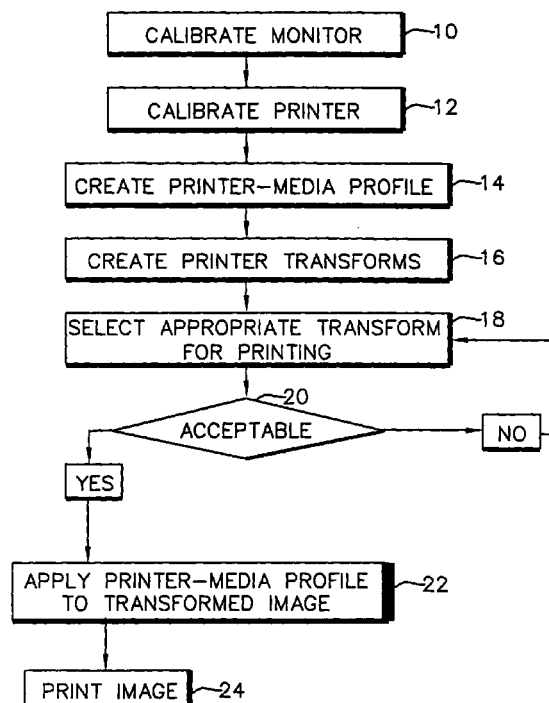 CALIBRATE MONITOR 10
CALIBRATE PRINTER 12
CREATE PRINTER-MEDIA PROFILE 14
CREATE PRINTER TRANSFORMS 16
18
SELECT APPROPRIATE TRANSFORM
FOR PRINTING
20
ACCEPTABLE
NO
YES
APPLY PRINTER-MEDIA PROFILE
TO TRANSFORMED IMAGE
22
PRINT IMAGE 24